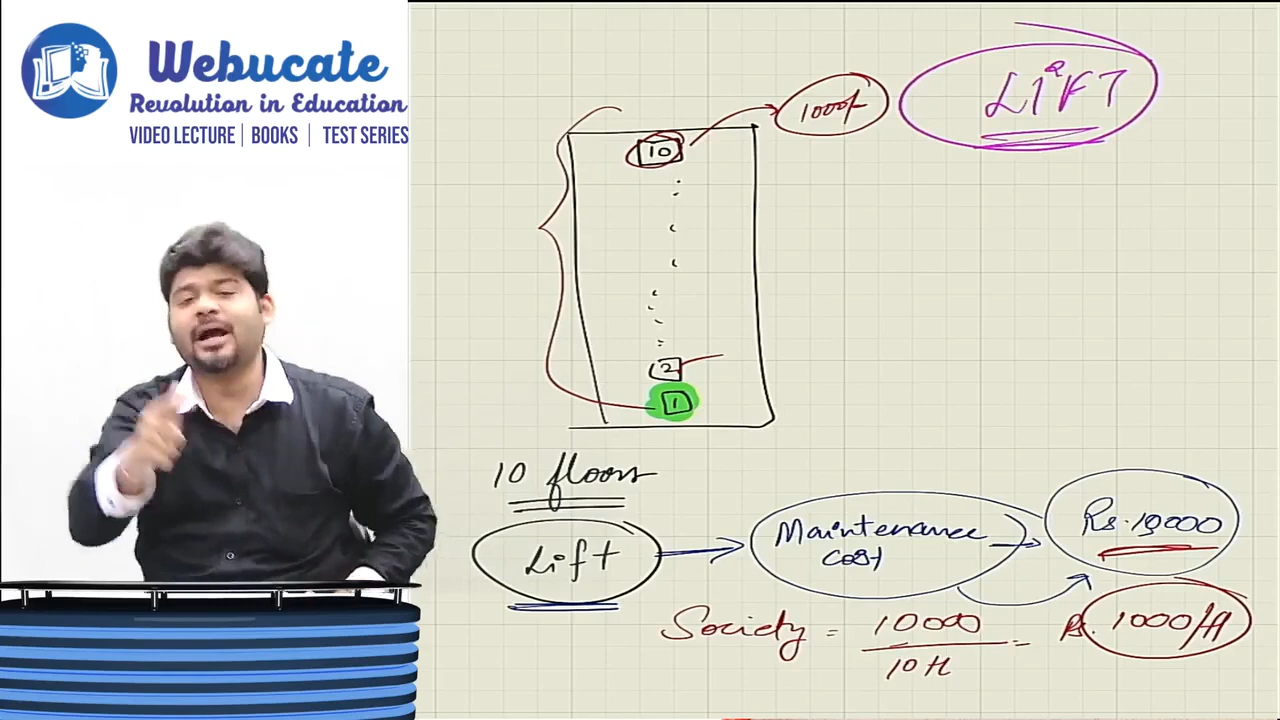 Webucate
Revolution in Education
VIDEO LECTURE | BOOKS | TEST SERIES
LIFT
1000/-
10
2
1
10 floors
Lift
Maintenance
cost
Rs. 10000
Society = 10000 / 10 H = Rs. 1000/H